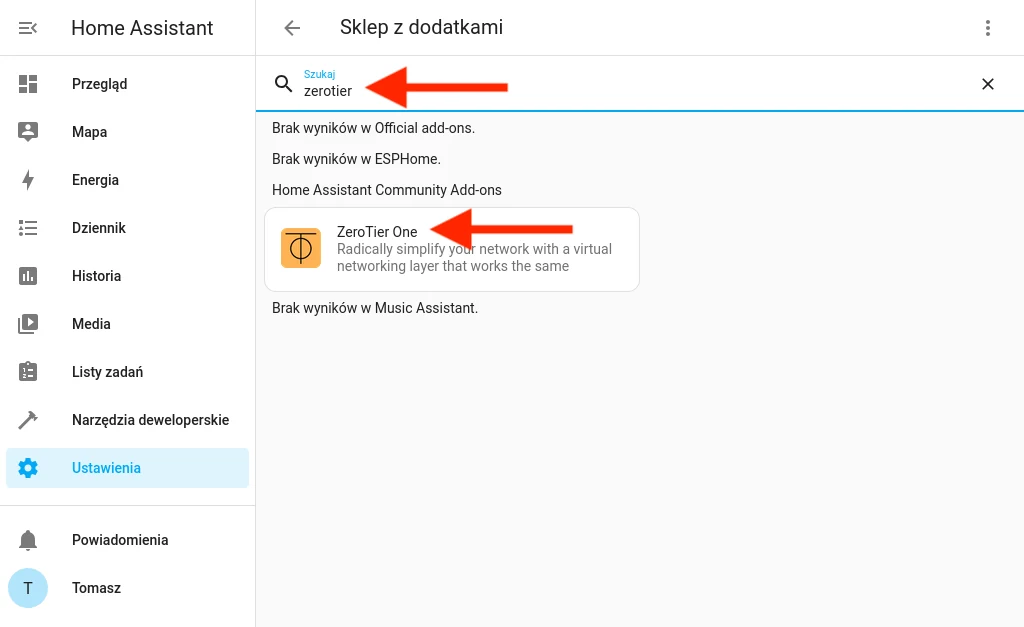 Home Assistant
Przegląd
Mapa
Energia
Dziennik
Historia
Media
Listy zadań
Narzędzia deweloperskie
Ustawienia
Powiadomienia
T
Tomasz
Sklep z dodatkami
Szukaj
zerotier
Brak wyników w Official add-ons.
Brak wyników w ESPHome.
Home Assistant Community Add-ons
ZeroTier One
Radically simplify your network with a virtual
networking layer that works the same
Brak wyników w Music Assistant.